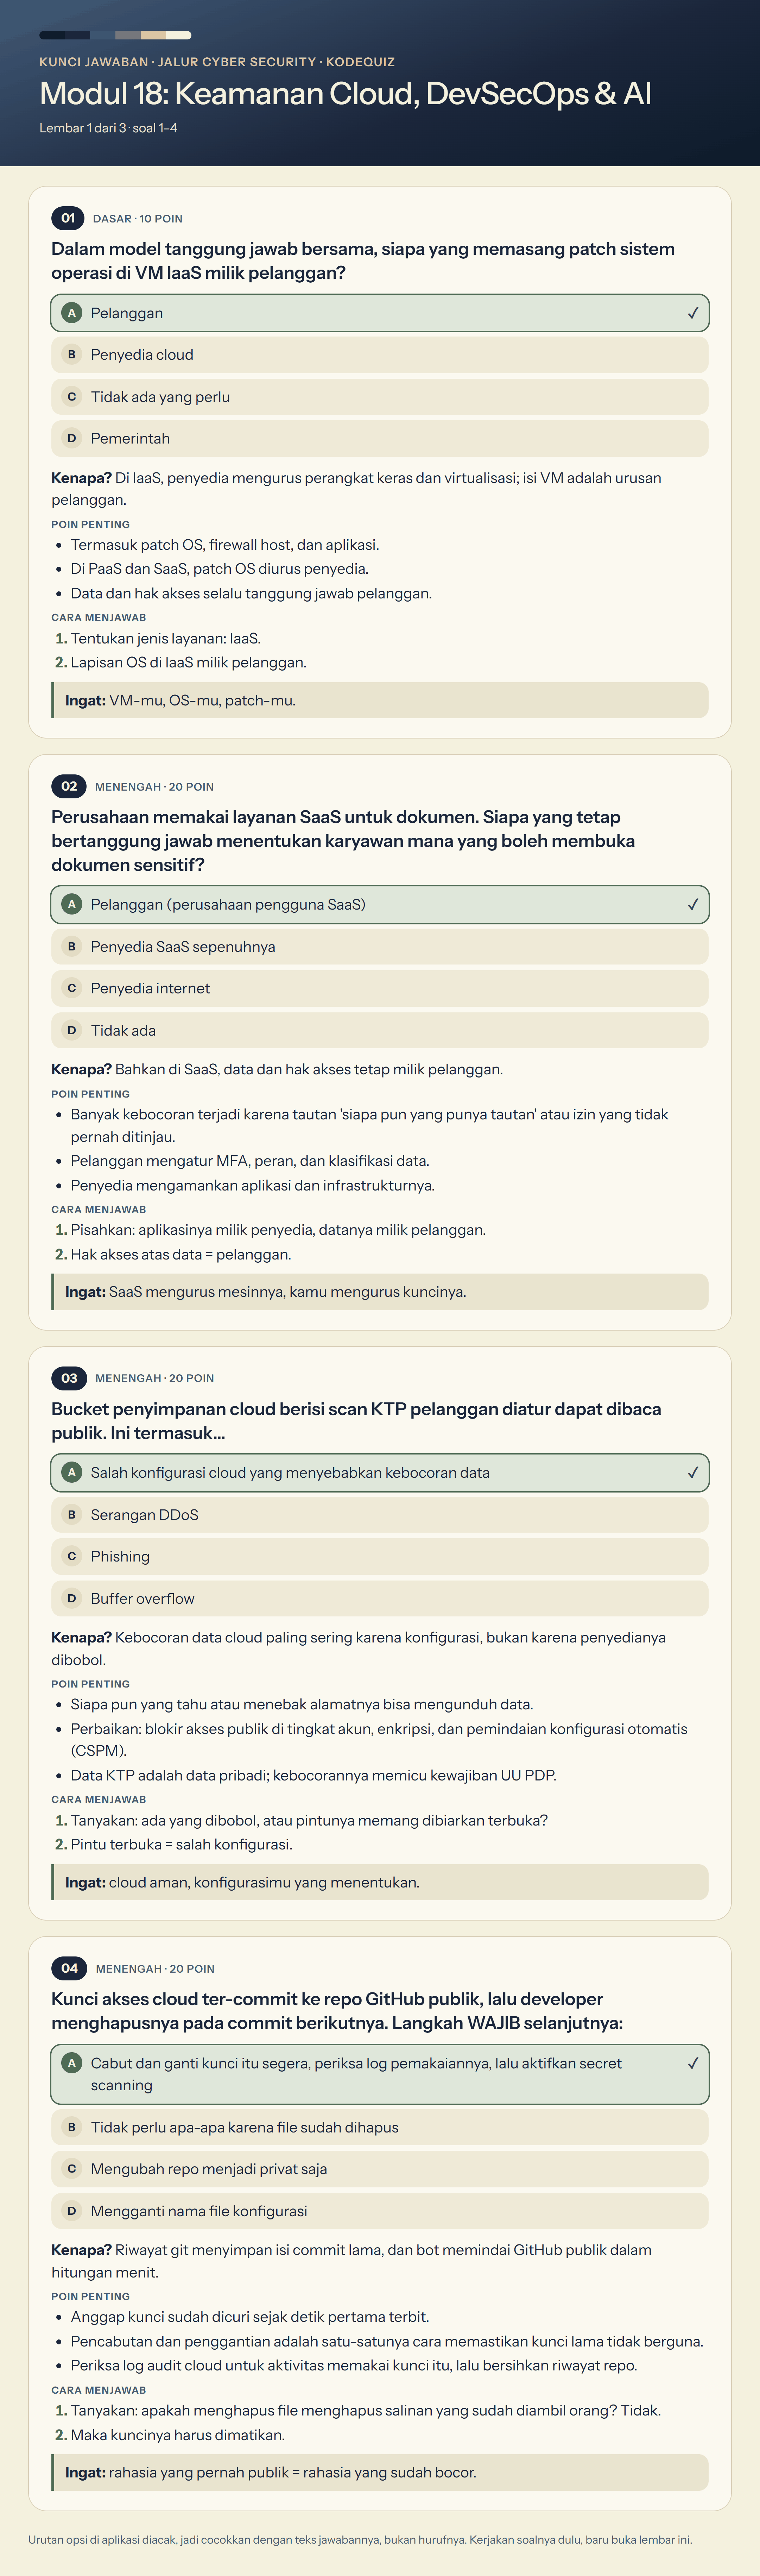 KUNCI JAWABAN · JALUR CYBER SECURITY · KODEQUIZ
Modul 18: Keamanan Cloud, DevSecOps & AI
Lembar 1 dari 3 · soal 1–4
01 DASAR · 10 POIN
Dalam model tanggung jawab bersama, siapa yang memasang patch sistem
operasi di VM IaaS milik pelanggan?
A Pelanggan ✓
B Penyedia cloud
C Tidak ada yang perlu
D Pemerintah
Kenapa? Di IaaS, penyedia mengurus perangkat keras dan virtualisasi; isi VM adalah urusan
pelanggan.
POIN PENTING
• Termasuk patch OS, firewall host, dan aplikasi.
• Di PaaS dan SaaS, patch OS diurus penyedia.
• Data dan hak akses selalu tanggung jawab pelanggan.
CARA MENJAWAB
1. Tentukan jenis layanan: IaaS.
2. Lapisan OS di IaaS milik pelanggan.
Ingat: VM-mu, OS-mu, patch-mu.
02 MENENGAH · 20 POIN
Perusahaan memakai layanan SaaS untuk dokumen. Siapa yang tetap
bertanggung jawab menentukan karyawan mana yang boleh membuka
dokumen sensitif?
A Pelanggan (perusahaan pengguna SaaS) ✓
B Penyedia SaaS sepenuhnya
C Penyedia internet
D Tidak ada
Kenapa? Bahkan di SaaS, data dan hak akses tetap milik pelanggan.
POIN PENTING
• Banyak kebocoran terjadi karena tautan 'siapa pun yang punya tautan' atau izin yang tidak
pernah ditinjau.
• Pelanggan mengatur MFA, peran, dan klasifikasi data.
• Penyedia mengamankan aplikasi dan infrastrukturnya.
CARA MENJAWAB
1. Pisahkan: aplikasinya milik penyedia, datanya milik pelanggan.
2. Hak akses atas data = pelanggan.
Ingat: SaaS mengurus mesinnya, kamu mengurus kuncinya.
03 MENENGAH · 20 POIN
Bucket penyimpanan cloud berisi scan KTP pelanggan diatur dapat dibaca
publik. Ini termasuk...
A Salah konfigurasi cloud yang menyebabkan kebocoran data ✓
B Serangan DDoS
C Phishing
D Buffer overflow
Kenapa? Kebocoran data cloud paling sering karena konfigurasi, bukan karena penyedianya
dibobol.
POIN PENTING
• Siapa pun yang tahu atau menebak alamatnya bisa mengunduh data.
• Perbaikan: blokir akses publik di tingkat akun, enkripsi, dan pemindaian konfigurasi otomatis
(CSPM).
• Data KTP adalah data pribadi; kebocorannya memicu kewajiban UU PDP.
CARA MENJAWAB
1. Tanyakan: ada yang dibobol, atau pintunya memang dibiarkan terbuka?
2. Pintu terbuka = salah konfigurasi.
Ingat: cloud aman, konfigurasimu yang menentukan.
04 MENENGAH · 20 POIN
Kunci akses cloud ter-commit ke repo GitHub publik, lalu developer
menghapusnya pada commit berikutnya. Langkah WAJIB selanjutnya:
A Cabut dan ganti kunci itu segera, periksa log pemakaiannya, lalu aktifkan secret ✓
scanning
B Tidak perlu apa-apa karena file sudah dihapus
C Mengubah repo menjadi privat saja
D Mengganti nama file konfigurasi
Kenapa? Riwayat git menyimpan isi commit lama, dan bot memindai GitHub publik dalam
hitungan menit.
POIN PENTING
• Anggap kunci sudah dicuri sejak detik pertama terbit.
• Pencabutan dan penggantian adalah satu-satunya cara memastikan kunci lama tidak berguna.
• Periksa log audit cloud untuk aktivitas memakai kunci itu, lalu bersihkan riwayat repo.
CARA MENJAWAB
1. Tanyakan: apakah menghapus file menghapus salinan yang sudah diambil orang? Tidak.
2. Maka kuncinya harus dimatikan.
Ingat: rahasia yang pernah publik = rahasia yang sudah bocor.
Urutan opsi di aplikasi diacak, jadi cocokkan dengan teks jawabannya, bukan hurufnya. Kerjakan soalnya dulu, baru buka lembar ini.